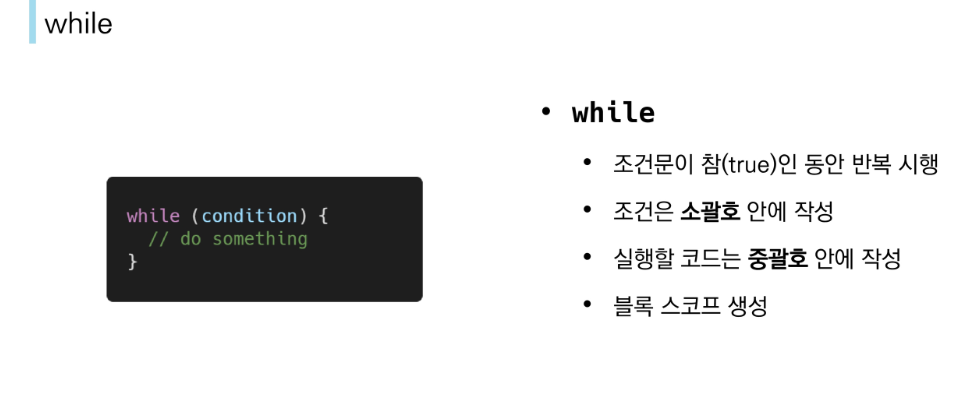 while
while (condition) {
  // do something
}
• while
• 조건문이 참(true)인 동안 반복 시행
• 조건은 소괄호 안에 작성
• 실행할 코드는 중괄호 안에 작성
• 블록 스코프 생성